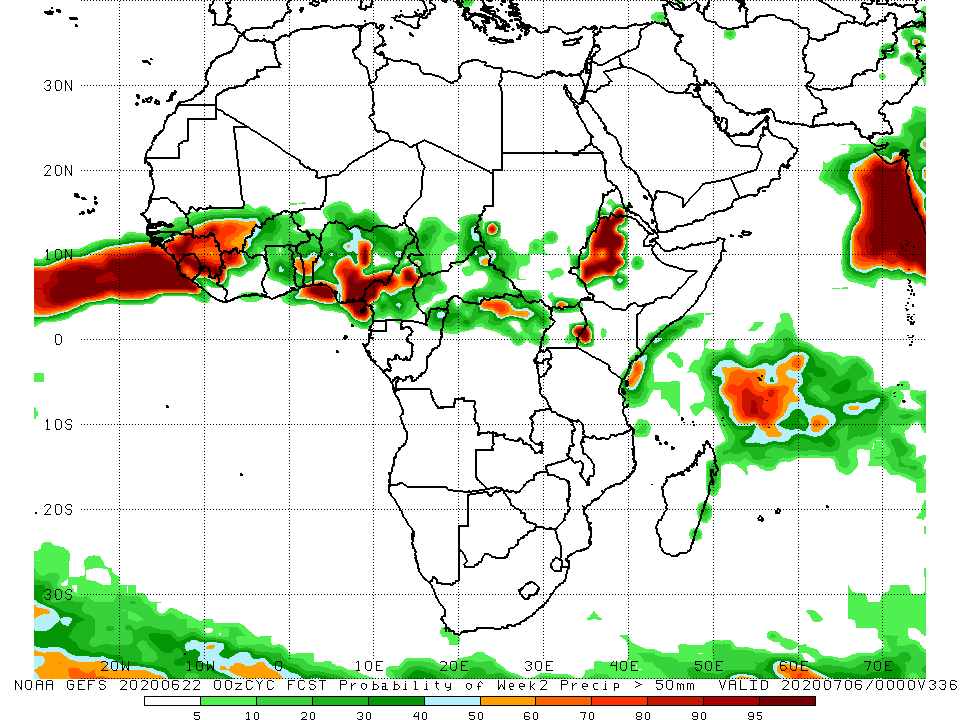 30N
20N
10N
0
10S
20S
30S
20W 10W 0 10E 20E 30E 40E 50E 60E 70E
NOAA GEFS 20200622 00zCYC FCST Probability of Week2 Precip > 50mm VALID 20200706/0000V336
5 10 20 30 40 50 60 70 80 90 95